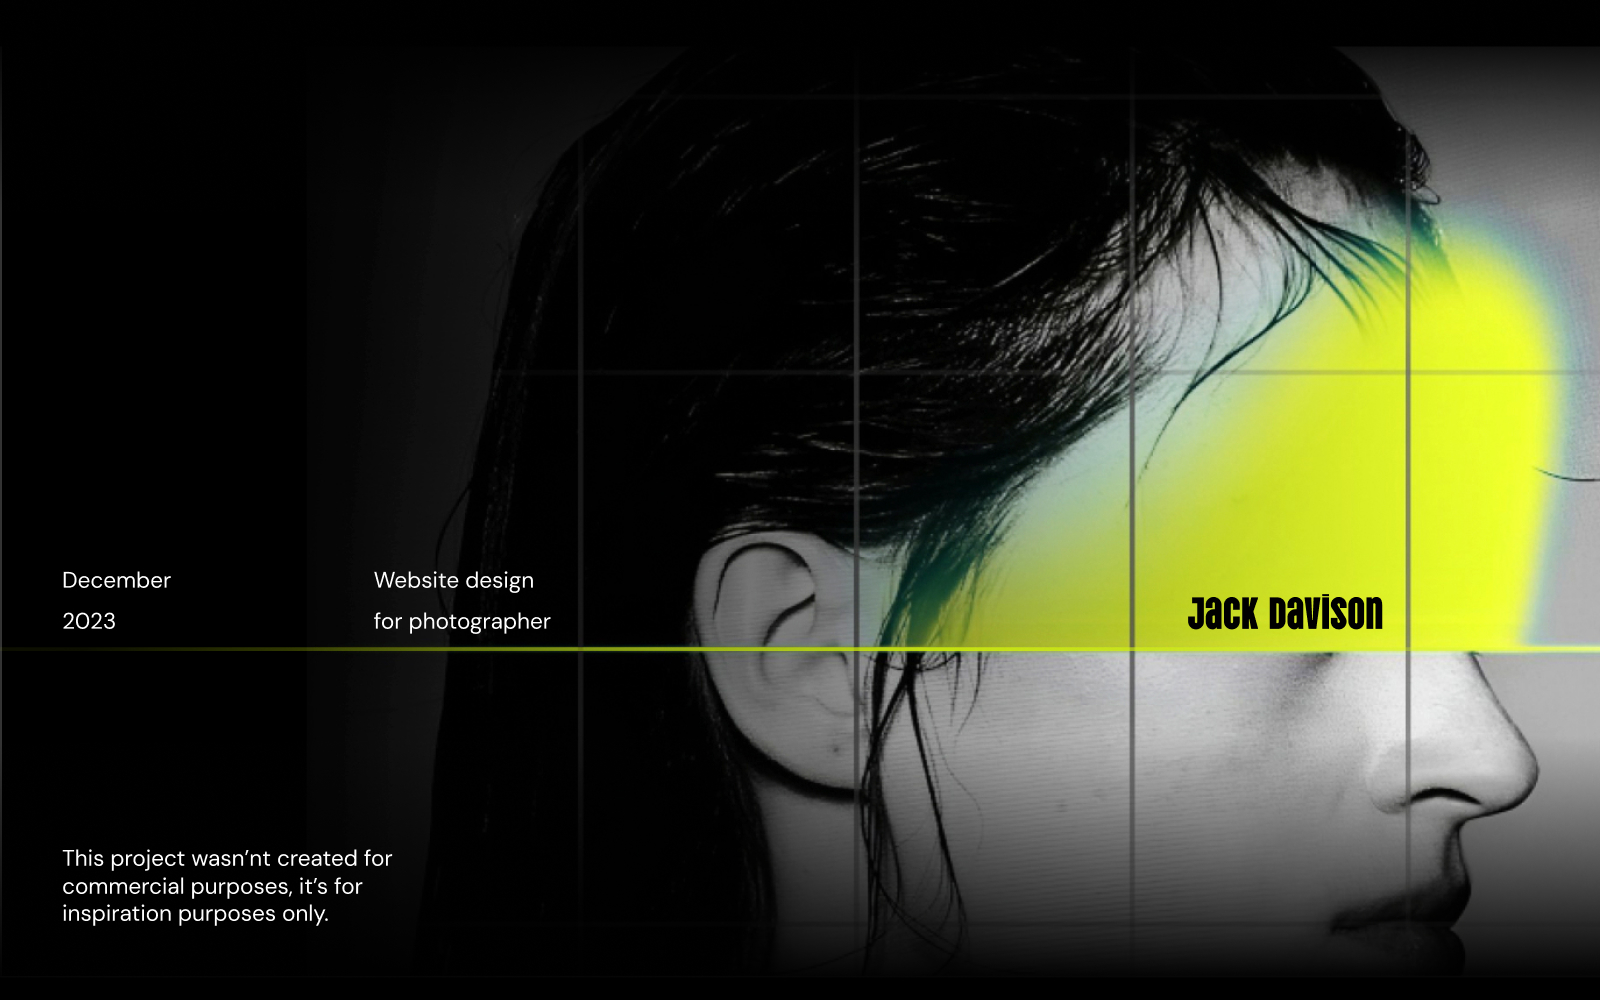 December
2023
Website design
for photographer
Jack Davison
This project wasn’nt created for
commercial purposes, it’s for
inspiration purposes only.